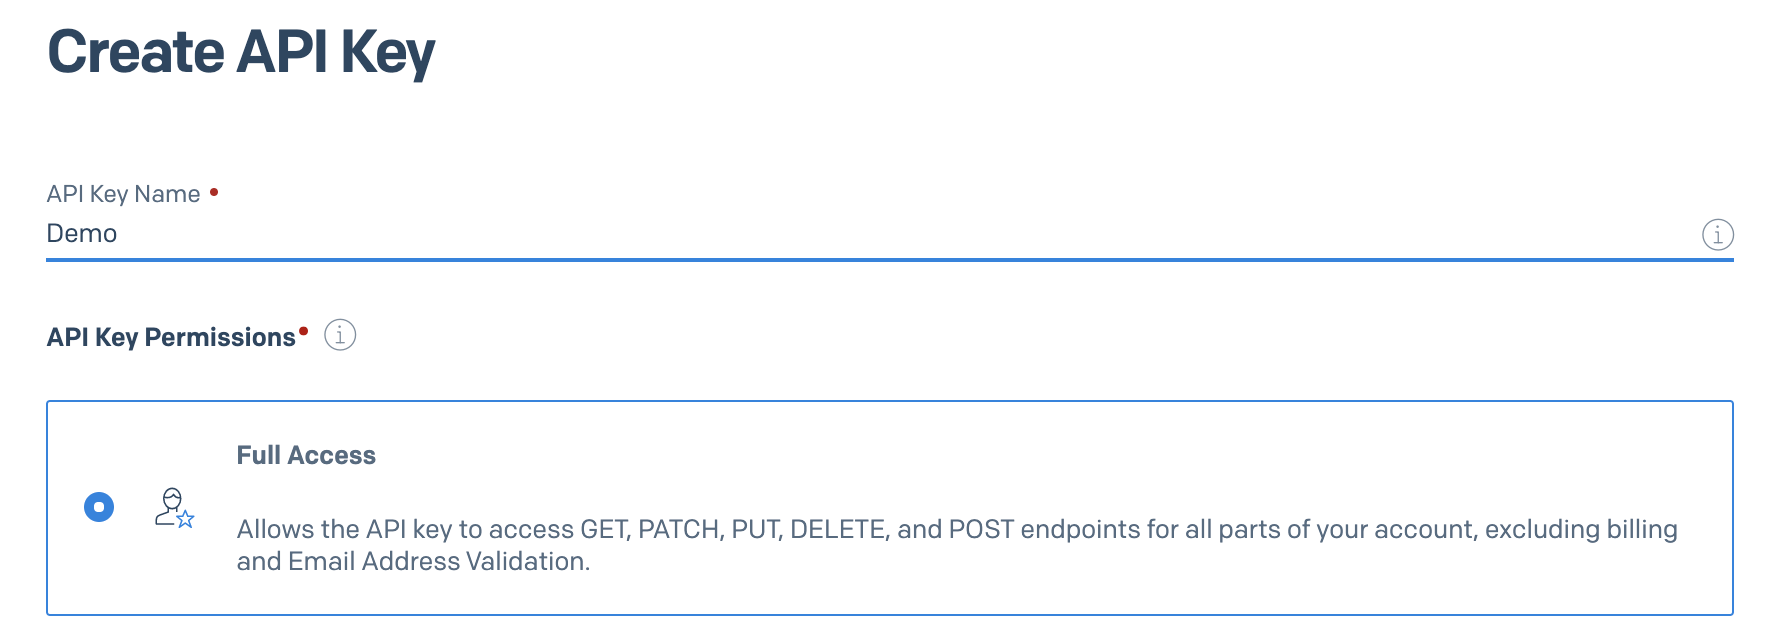 Create API Key
API Key Name
Demo
API Key Permissions
Full Access
Allows the API key to access GET, PATCH, PUT, DELETE, and POST endpoints for all parts of your account, excluding billing
and Email Address Validation.